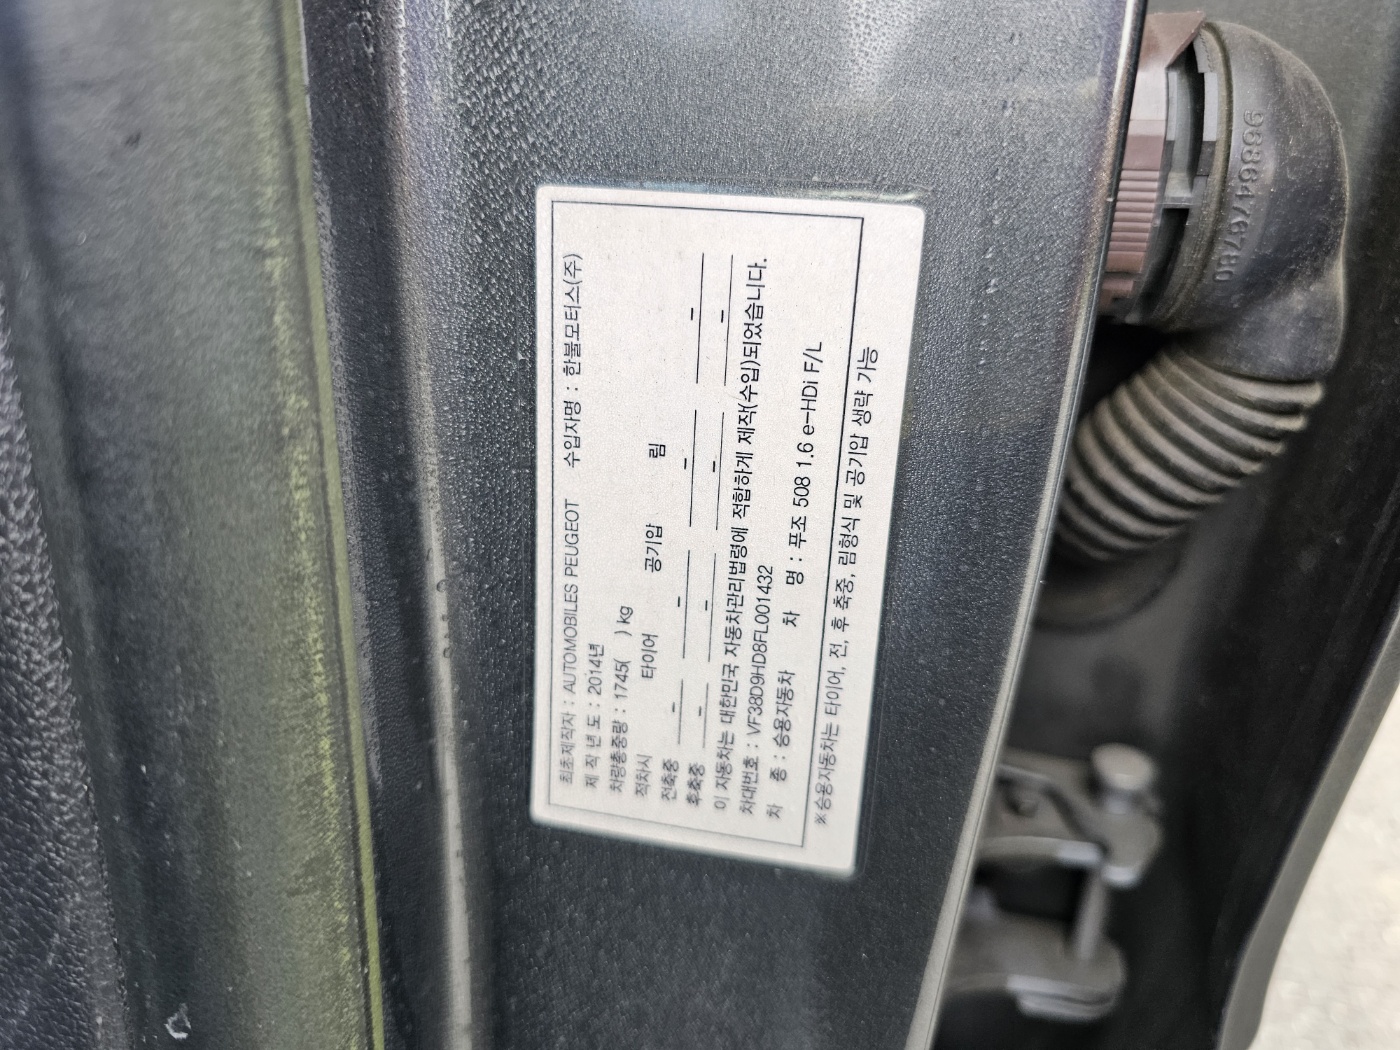 최초제작자 : AUTOMOBILES PEUGEOT 수입자명 : 한불모터스(주)
제 작 년 도 : 2014년
차량총중량 : 1745( ) kg
적차시 타이어 공기압 림
전축중 - - - -
후축중 - - - -
이 자동차는 대한민국 자동차관리법령에 적합하게 제작(수입)되었습니다.
차대번호 : VF38D9HD8FL001432
차 종 : 승용자동차 차 명 : 푸조 508 1.6 e-HDi F/L
※승용자동차는 타이어, 전, 후 축중, 림형식 및 공기압 생략 가능
9686476780